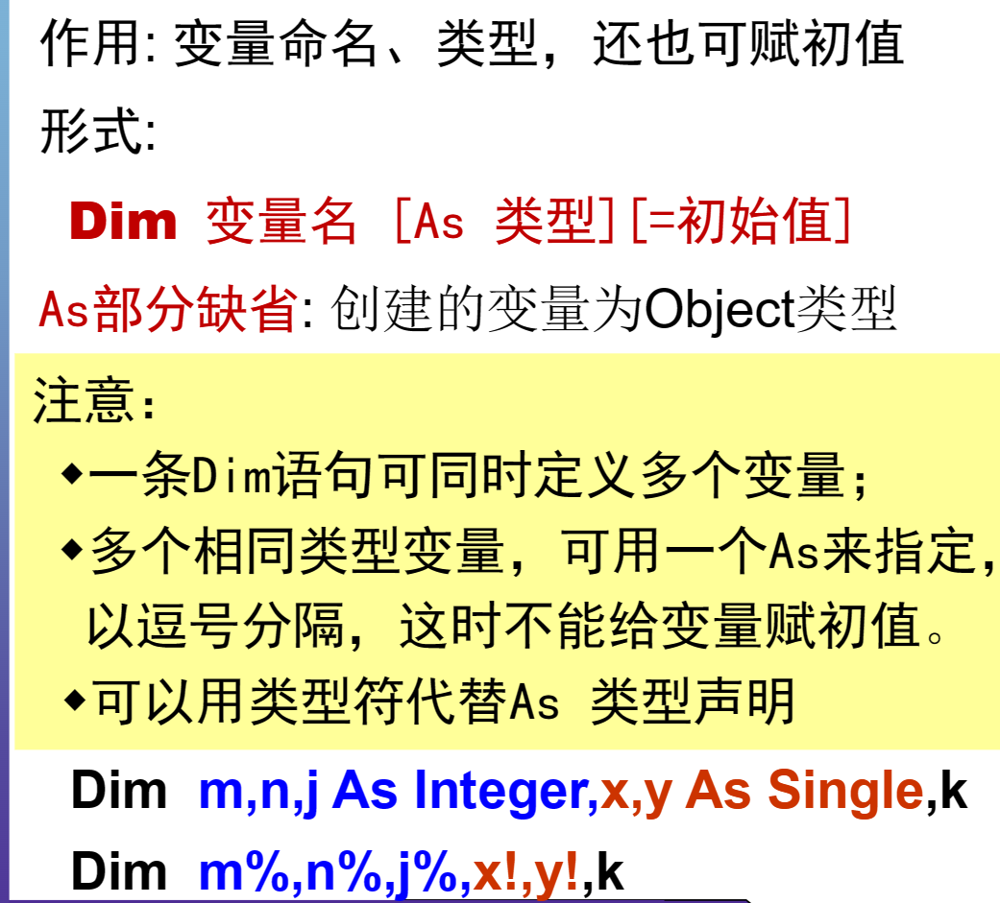 作用: 变量命名、类型，还也可赋初值
形式:
Dim 变量名 [As 类型][=初始值]
As部分缺省: 创建的变量为Object类型
注意：
◆一条Dim语句可同时定义多个变量；
◆多个相同类型变量，可用一个As来指定，
以逗号分隔，这时不能给变量赋初值。
◆可以用类型符代替As 类型声明
Dim m,n,j As Integer,x,y As Single,k
Dim m%,n%,j%,x!,y!,k